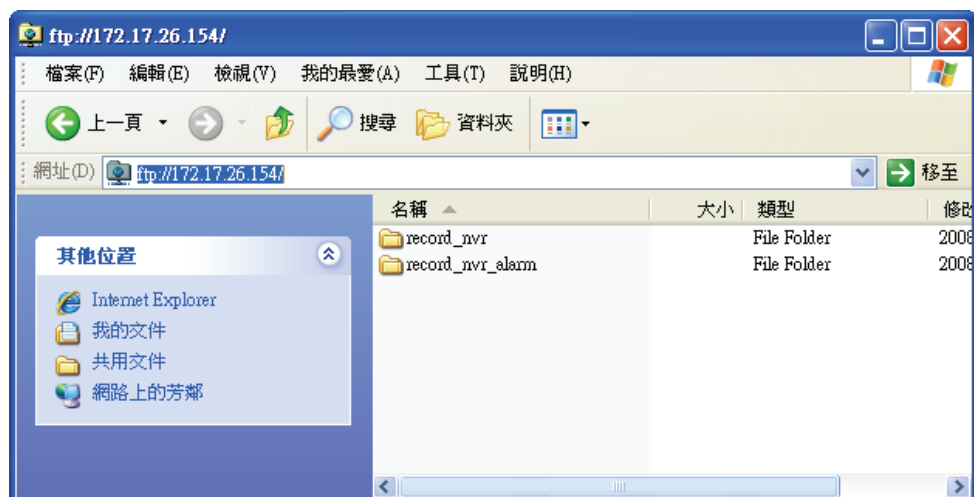 ftp://172.17.26.154/
檔案(F) 編輯(E) 檢視(V) 我的最愛(A) 工具(T) 說明(H)
上一頁 搜尋 資料夾
網址(D) ftp://172.17.26.154/ 移至
名稱 大小 類型 修改
record_nvr File Folder 2008
record_nvr_alarm File Folder 2008
其他位置
Internet Explorer
我的文件
共用文件
網路上的芳鄰